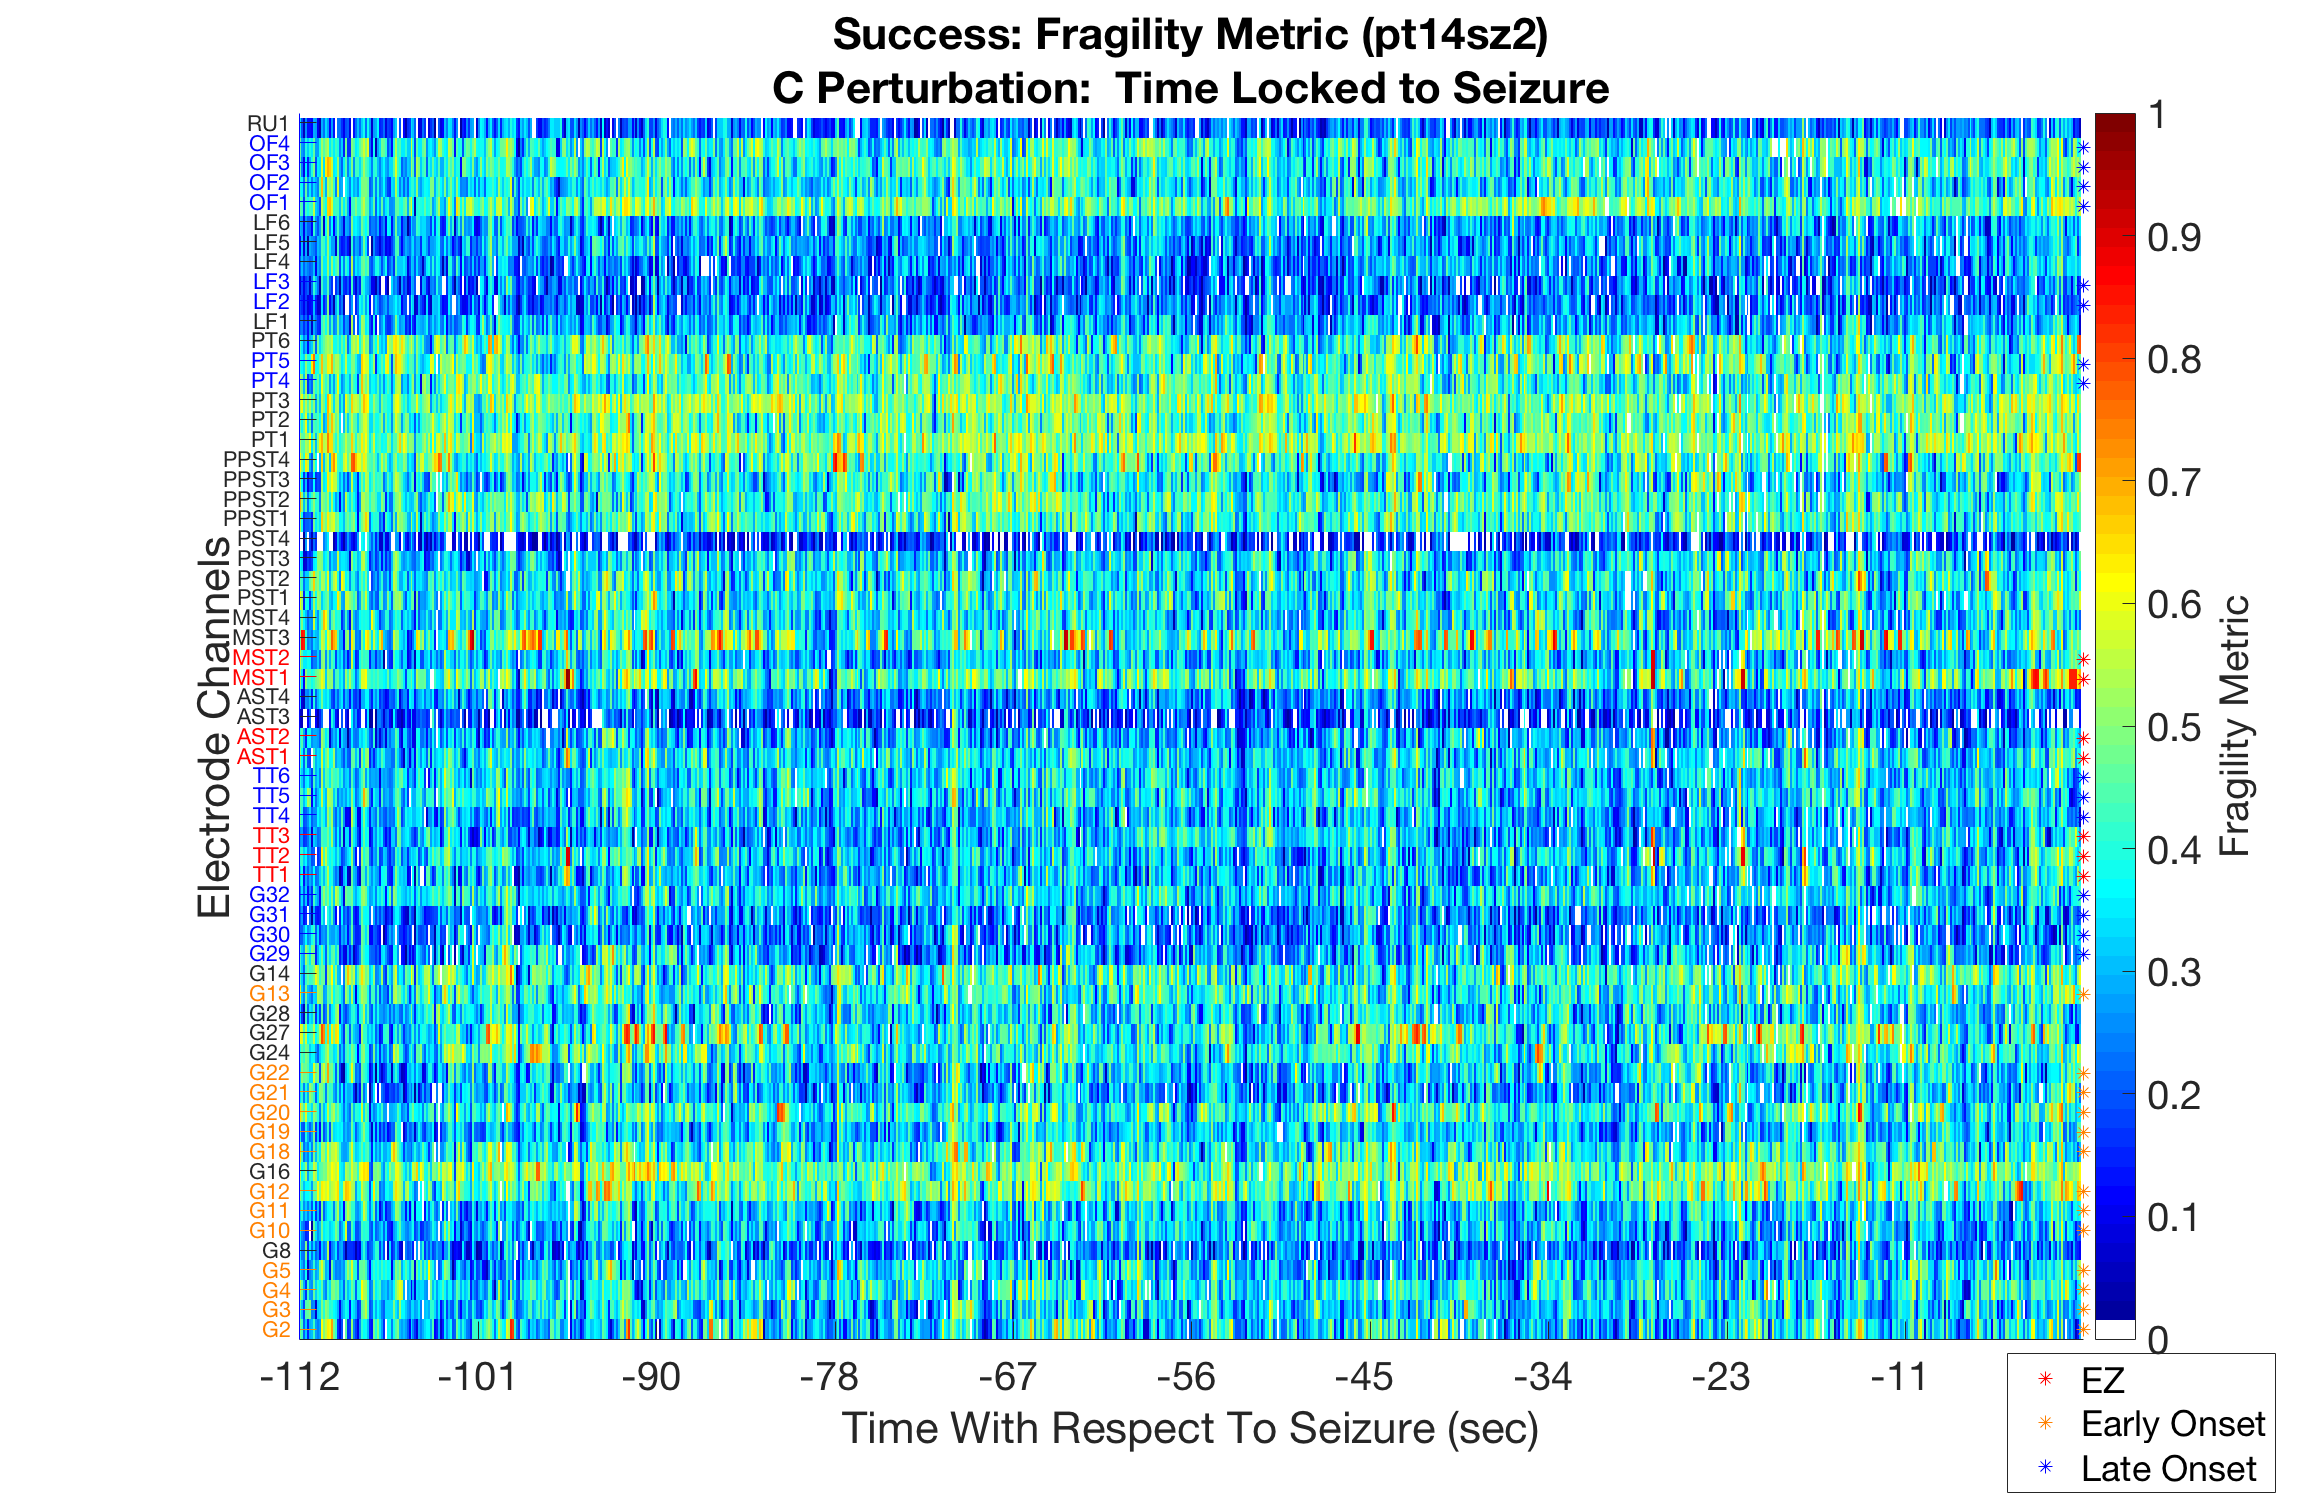 Success: Fragility Metric (pt14sz2)
C Perturbation:  Time Locked to Seizure
Electrode Channels
RU1
OF4
OF3
OF2
OF1
LF6
LF5
LF4
LF3
LF2
LF1
PT6
PT5
PT4
PT3
PT2
PT1
PPST4
PPST3
PPST2
PPST1
PST4
PST3
PST2
PST1
MST4
MST3
MST2
MST1
AST4
AST3
AST2
AST1
TT6
TT5
TT4
TT3
TT2
TT1
G32
G31
G30
G29
G14
G13
G28
G27
G24
G22
G21
G20
G19
G18
G16
G12
G11
G10
G8
G5
G4
G3
G2
-112 -101 -90 -78 -67 -56 -45 -34 -23 -11
Time With Respect To Seizure (sec)
1
0.9
0.8
0.7
0.6
0.5
0.4
0.3
0.2
0.1
0
Fragility Metric
EZ
Early Onset
Late Onset